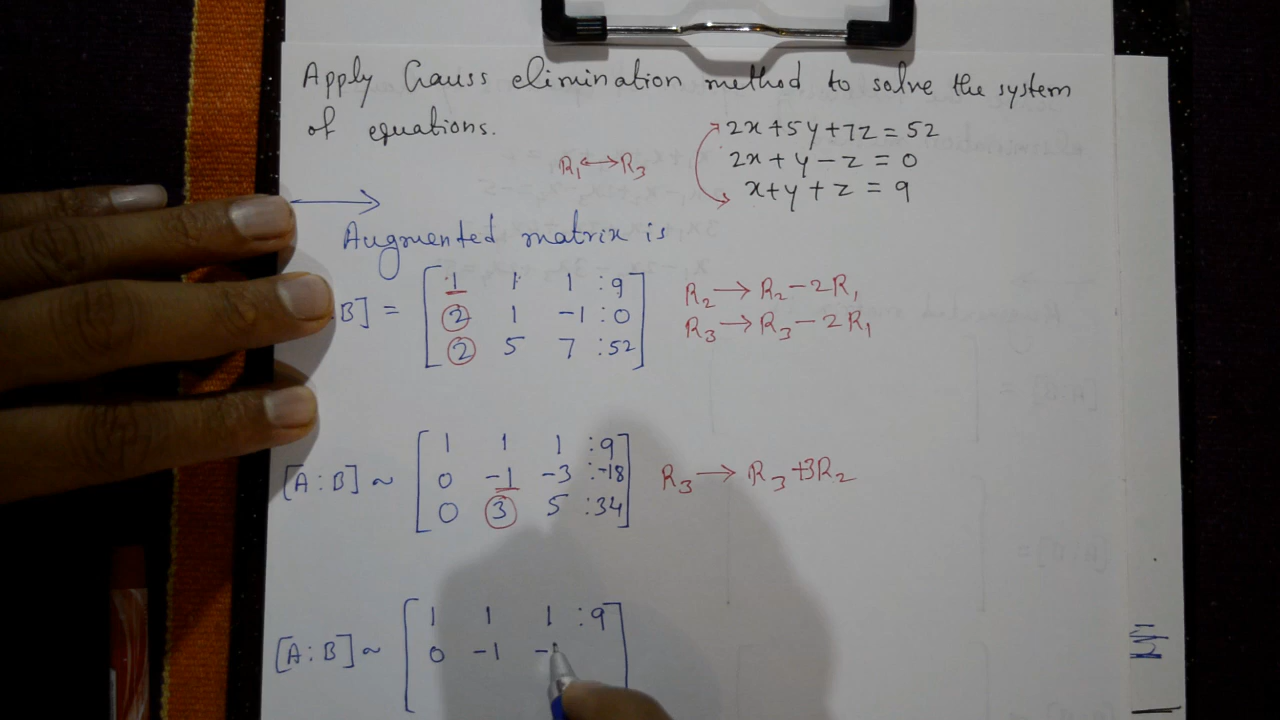 Apply Gauss elimination method to solve the system
of equations.
2x+5y+7z=52
R₁↔R₃ 2x+y-z=0
x+y+z=9
Augmented matrix is
1 1 1 :9
R₂→R₂-2R₁
B] = 2 1 -1 :0
R₃→R₃-2R₁
2 5 7 :52
1 1 1 :9
[A:B] ~ 0 -1 -3 :-18 R₃→R₃+3R₂
0 3 5 :34
1 1 1 :9
[A:B] ~ 0 -1 -